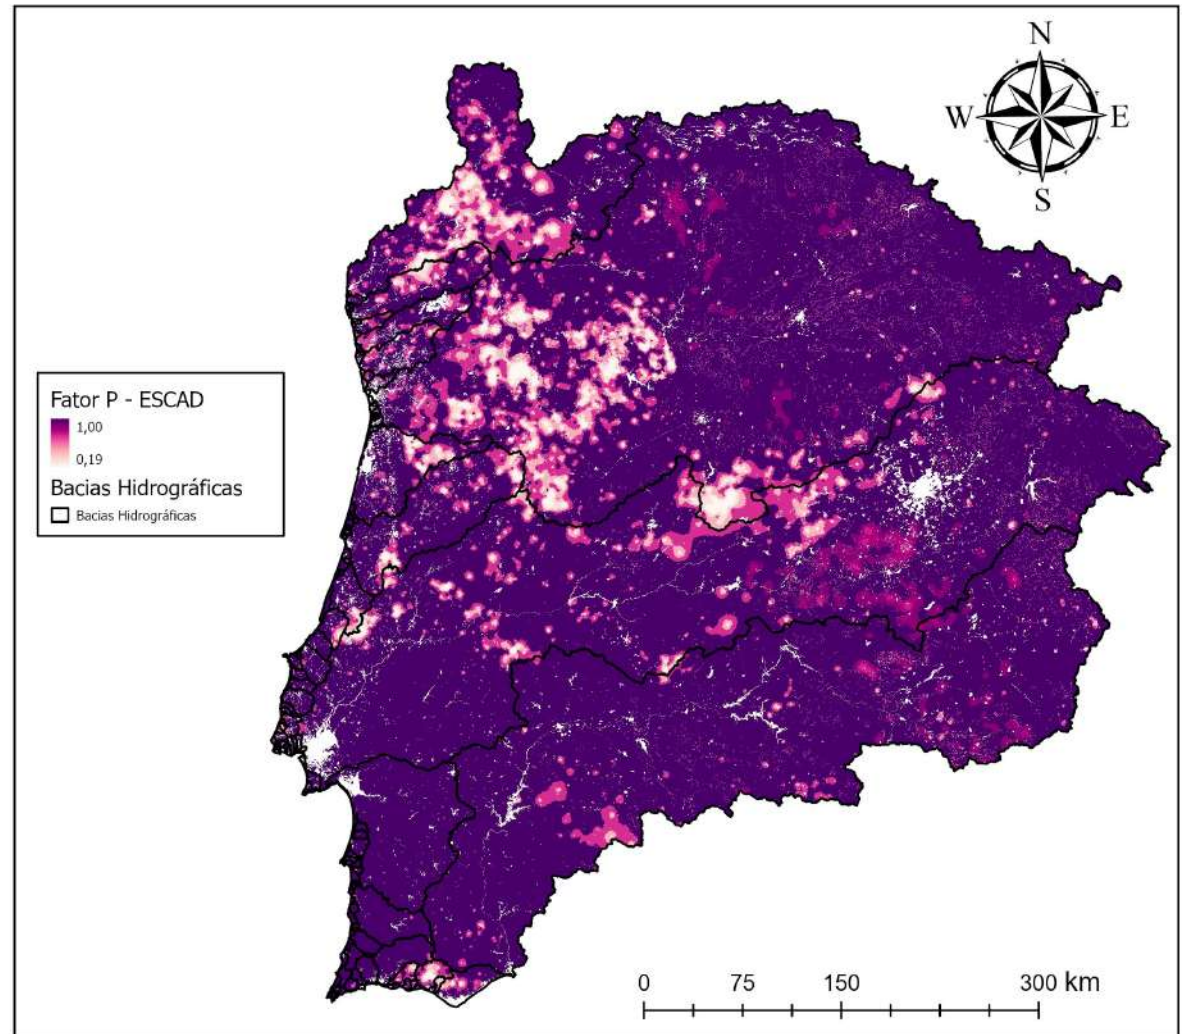 N
W E
S
Fator P - ESCAD
1,00
0,19
Bacias Hidrográficas
Bacias Hidrográficas
0 75 150 300 km